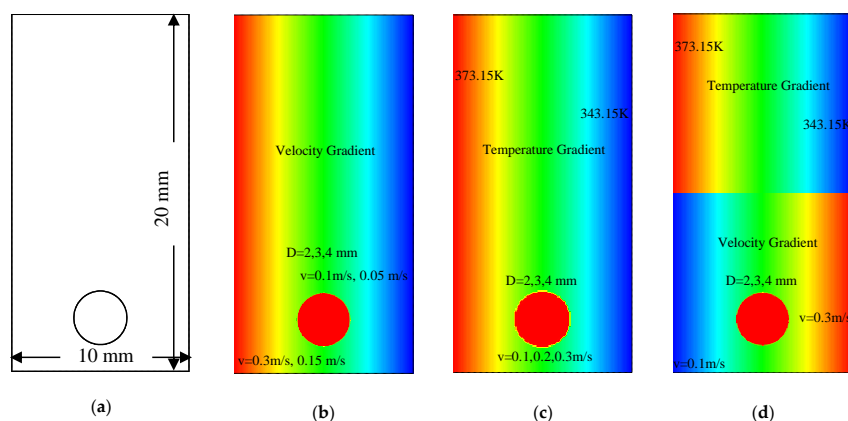 20 mm
10 mm
(a)
Velocity Gradient
D=2,3,4 mm
v=0.1m/s, 0.05 m/s
v=0.3m/s, 0.15 m/s
(b)
373.15K
343.15K
Temperature Gradient
D=2,3,4 mm
v=0.1,0.2,0.3m/s
(c)
373.15K
Temperature Gradient
343.15K
Velocity Gradient
D=2,3,4 mm
v=0.3m/s
v=0.1m/s
(d)